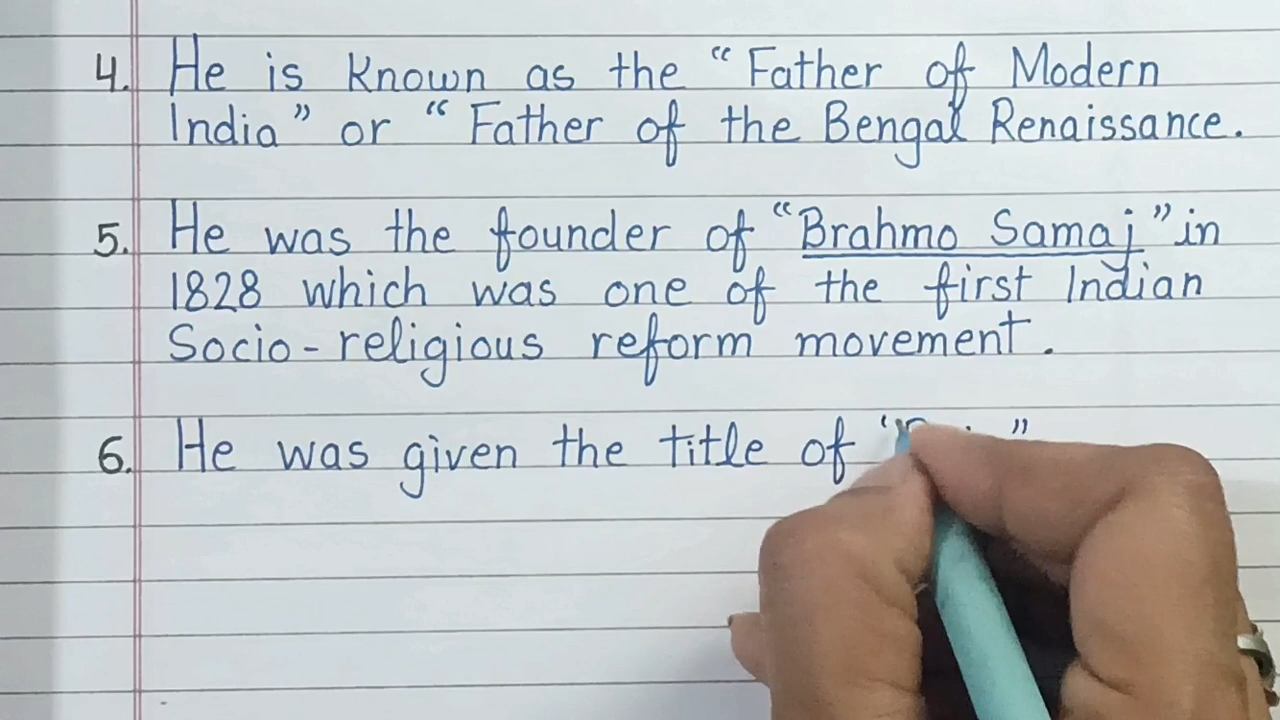 4. He is known as the “Father of Modern
India” or “Father of the Bengal Renaissance.
5. He was the founder of “Brahmo Samaj” in
1828 which was one of the first Indian
Socio-religious reform movement.
6. He was given the title of